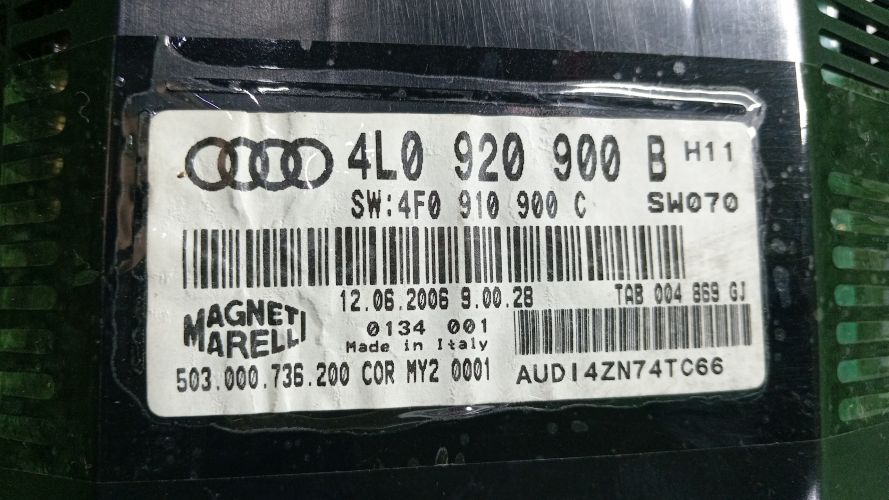 4L0 920 900 B H11
SW:4F0 910 900 C SW070
12.06.2006 9.00.28 TAB 004 869 GJ
MAGNETI MARELLI
0134 001
Made in Italy
503.000.736.200 COR MY2 0001
AUDI4ZN74TC66